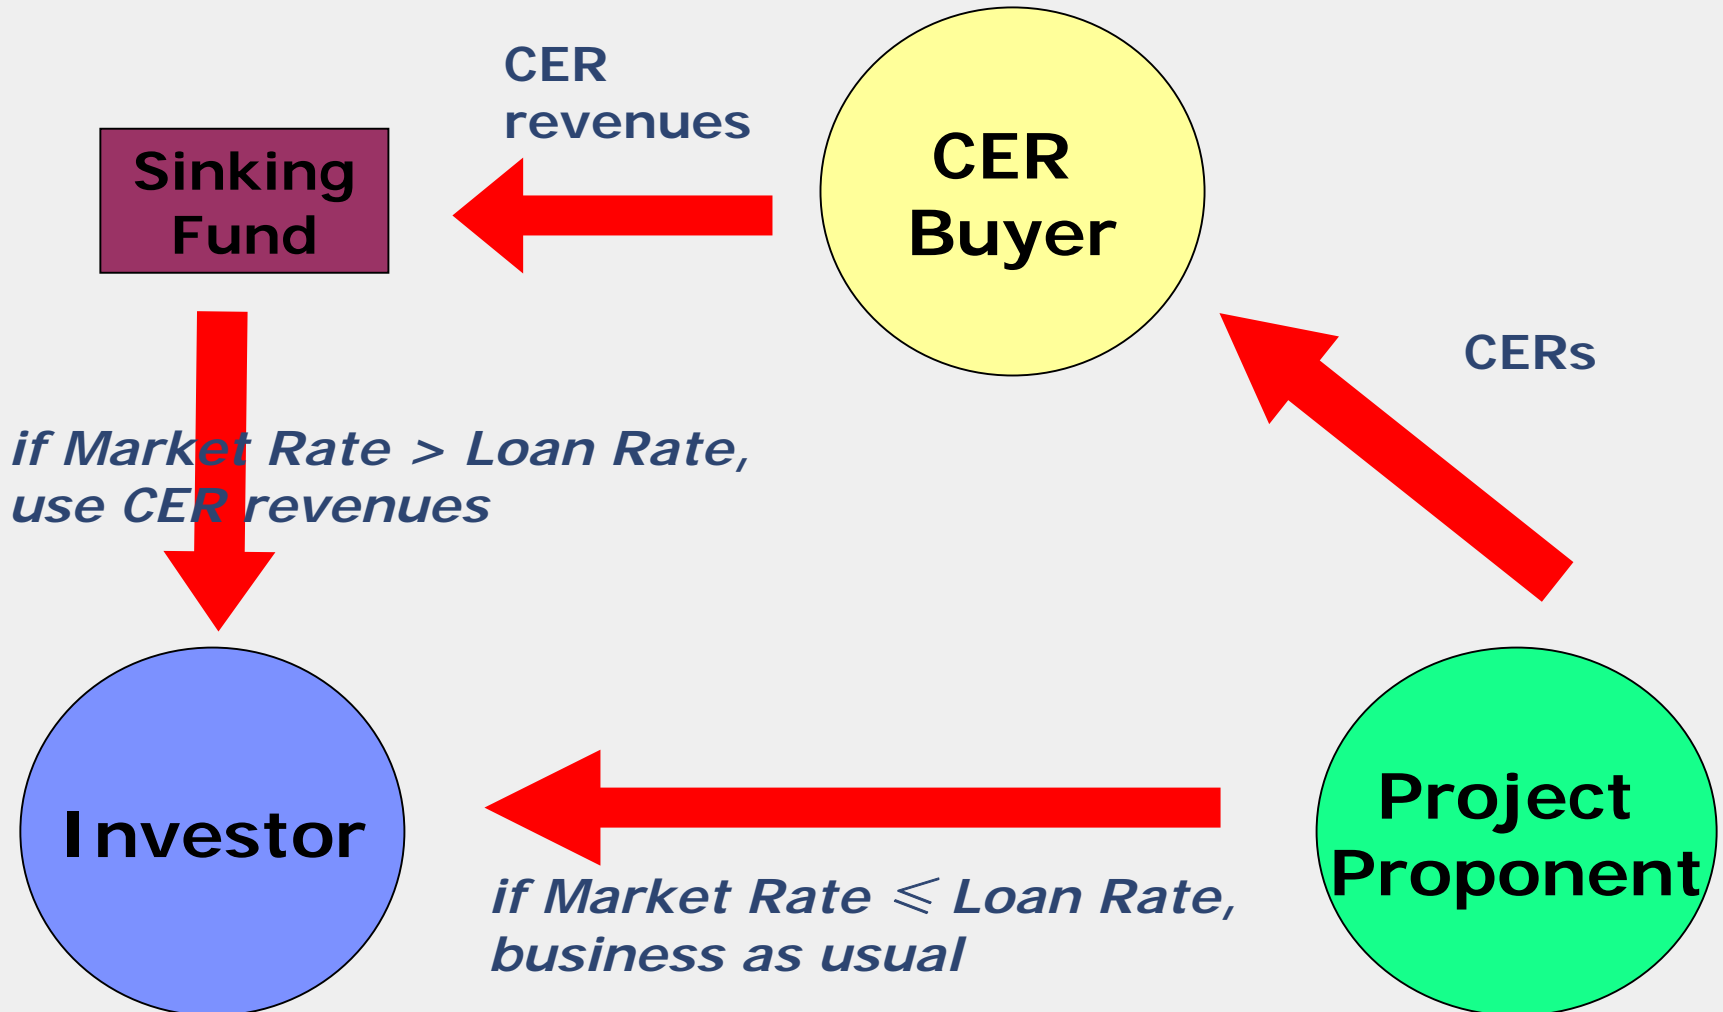 CER
revenues
Sinking
Fund
CER
Buyer
CERs
if Market Rate > Loan Rate,
use CER revenues
Investor
Project
Proponent
if Market Rate ≤ Loan Rate,
business as usual